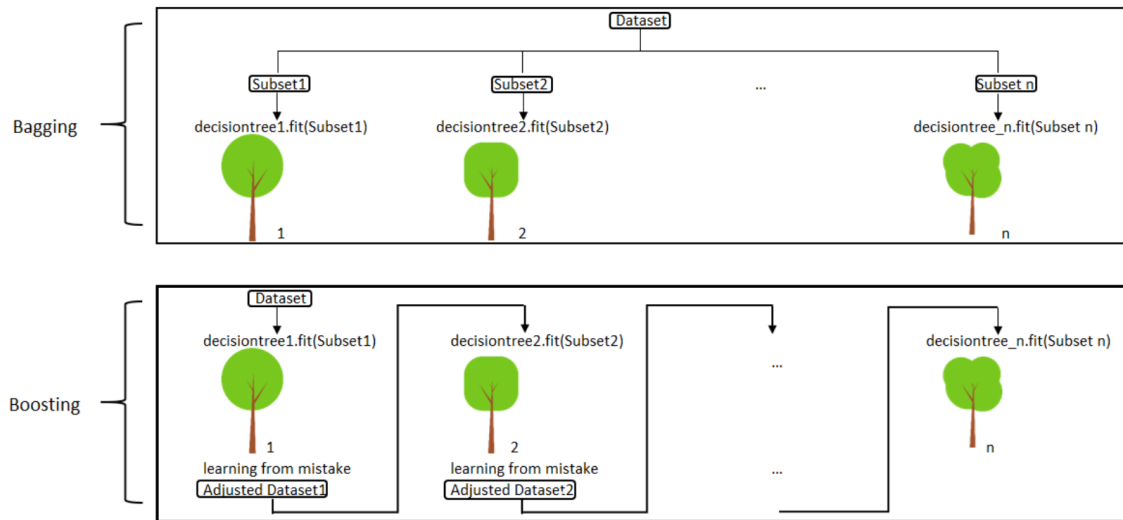 Dataset
Subset1
Subset2
...
Subset n
Bagging
decisiontree1.fit(Subset1)
decisiontree2.fit(Subset2)
decisiontree_n.fit(Subset n)
1
2
n
Dataset
decisiontree1.fit(Subset1)
decisiontree2.fit(Subset2)
decisiontree_n.fit(Subset n)
...
Boosting
1
2
n
learning from mistake
learning from mistake
...
Adjusted Dataset1
Adjusted Dataset2